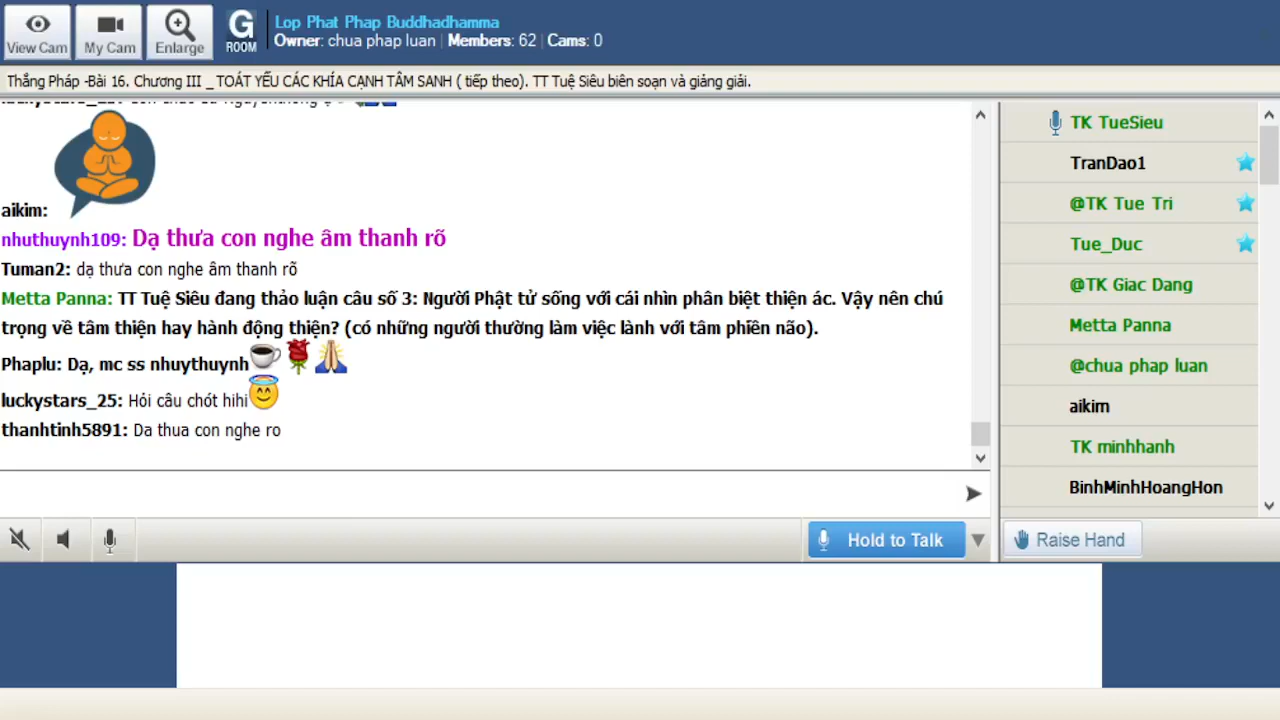 View Cam
My Cam
Enlarge
G
ROOM
Lop Phat Phap Buddhadhamma
Owner: chua phap luan | Members: 62 | Cams: 0
Thắng Pháp -Bài 16. Chương III _ TOÁT YẾU CÁC KHÍA CẠNH TÂM SANH ( tiếp theo). TT Tuệ Siêu biên soạn và giảng giải.
aikim:
nhuthuynh109: Dạ thưa con nghe âm thanh rõ
Tuman2: dạ thưa con nghe âm thanh rõ
Metta Panna: TT Tuệ Siêu đang thảo luận câu số 3: Người Phật tử sống với cái nhìn phân biệt thiện ác. Vậy nên chú
trọng về tâm thiện hay hành động thiện? (có những người thường làm việc lành với tâm phiền não).
Phaplu: Dạ, mc ss nhuythuynh
luckystars_25: Hỏi câu chót hihi
thanhtinh5891: Da thua con nghe ro
TK TueSieu
TranDao1
@TK Tue Tri
Tue_Duc
@TK Giac Dang
Metta Panna
@chua phap luan
aikim
TK minhhanh
BinhMinhHoangHon
Hold to Talk
Raise Hand